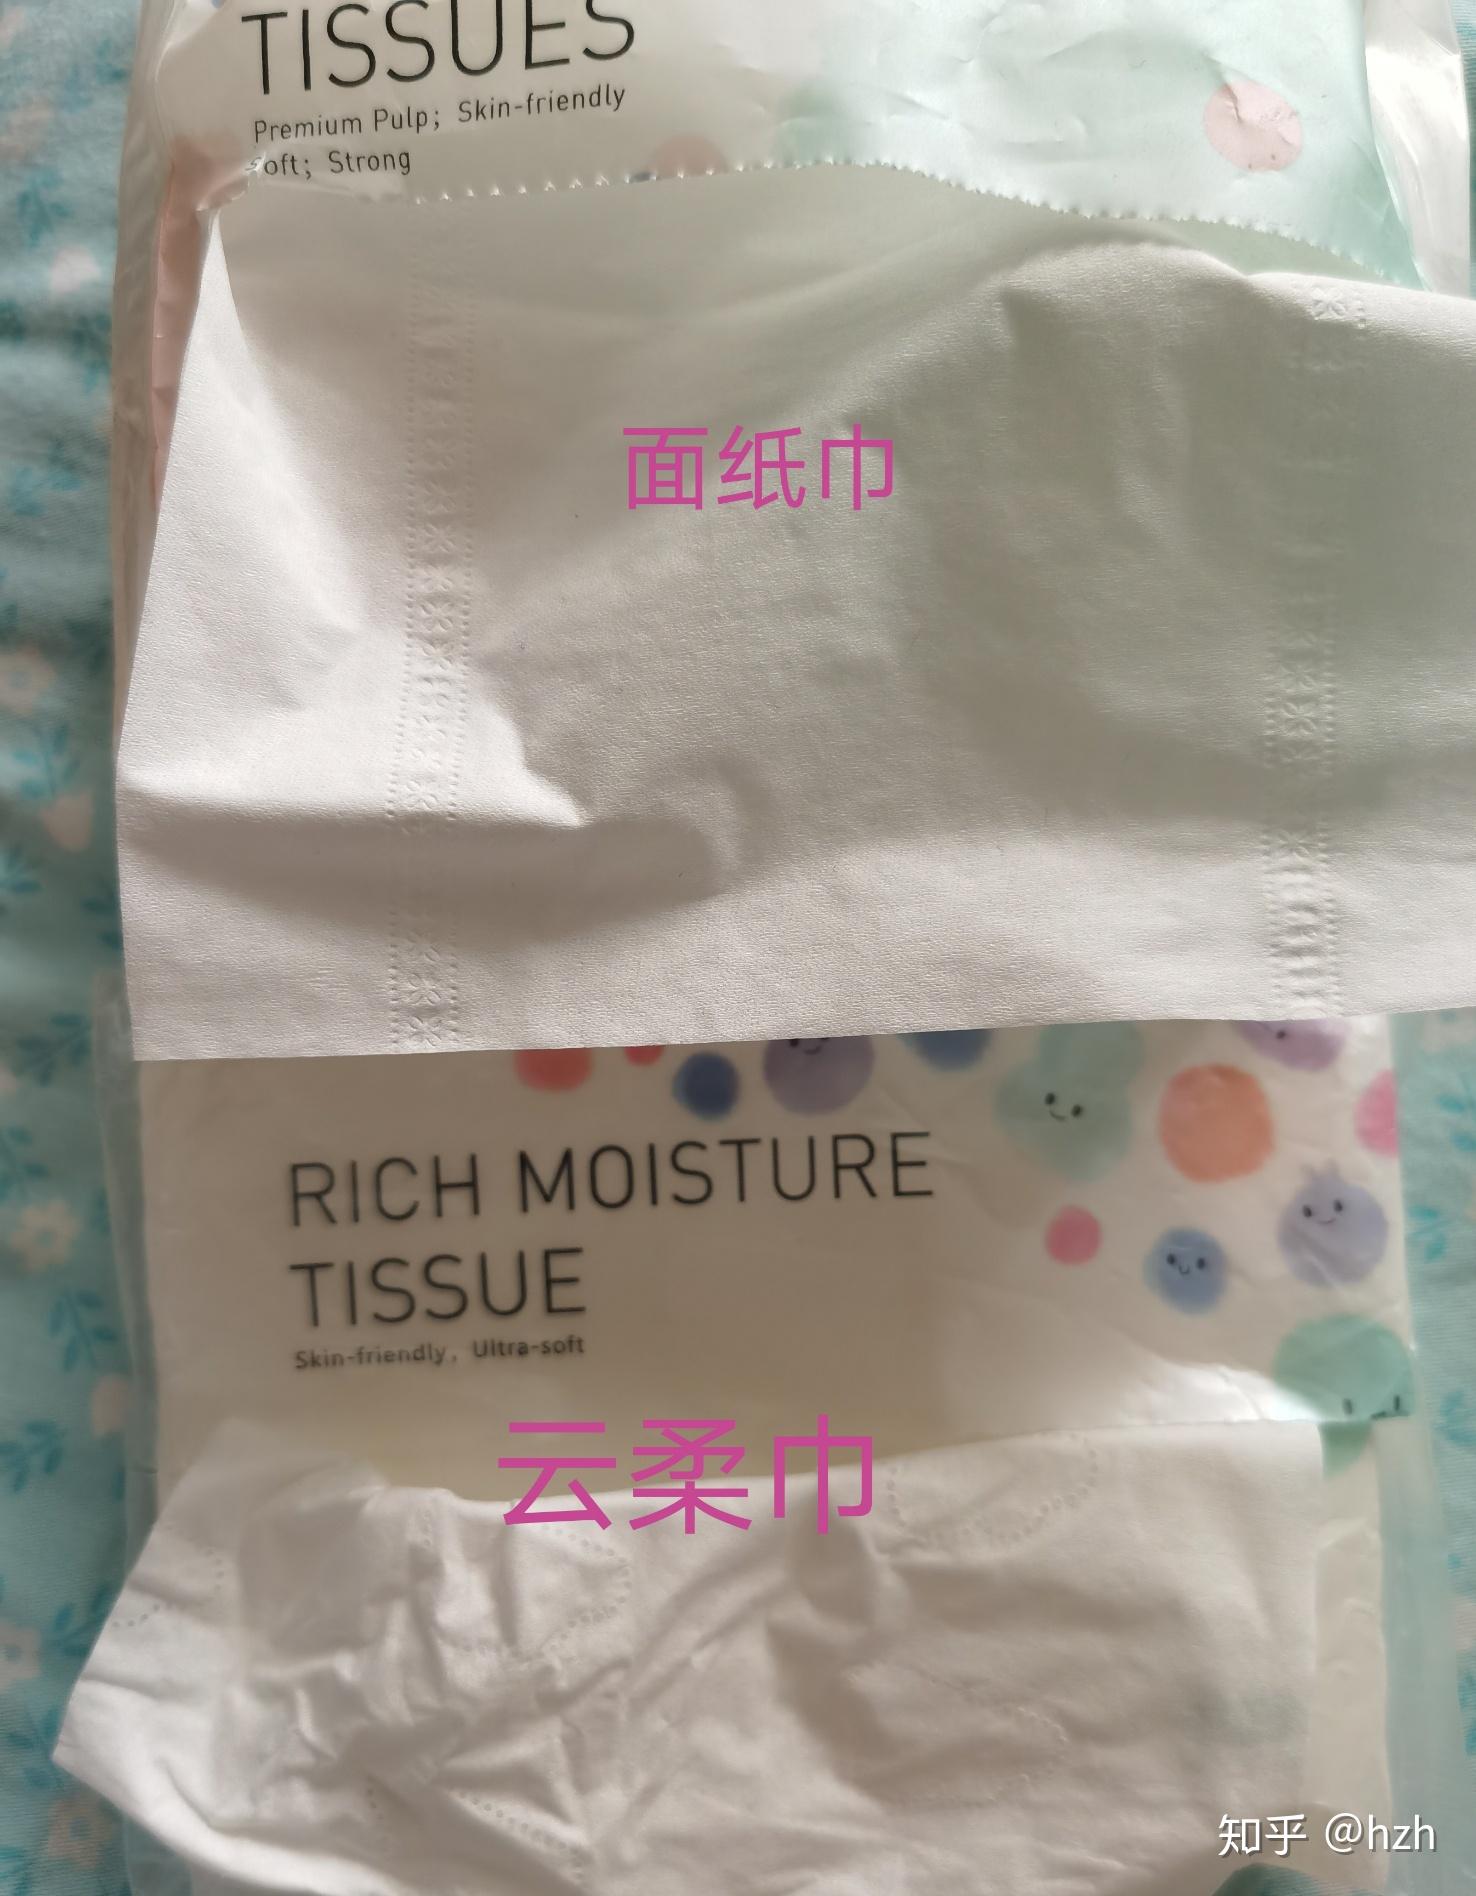 TISSUES
Premium Pulp; Skin-friendly
Soft; Strong
面纸巾
RICH MOISTURE
TISSUE
Skin-friendly, Ultra-soft
云柔巾
知乎 @hzh